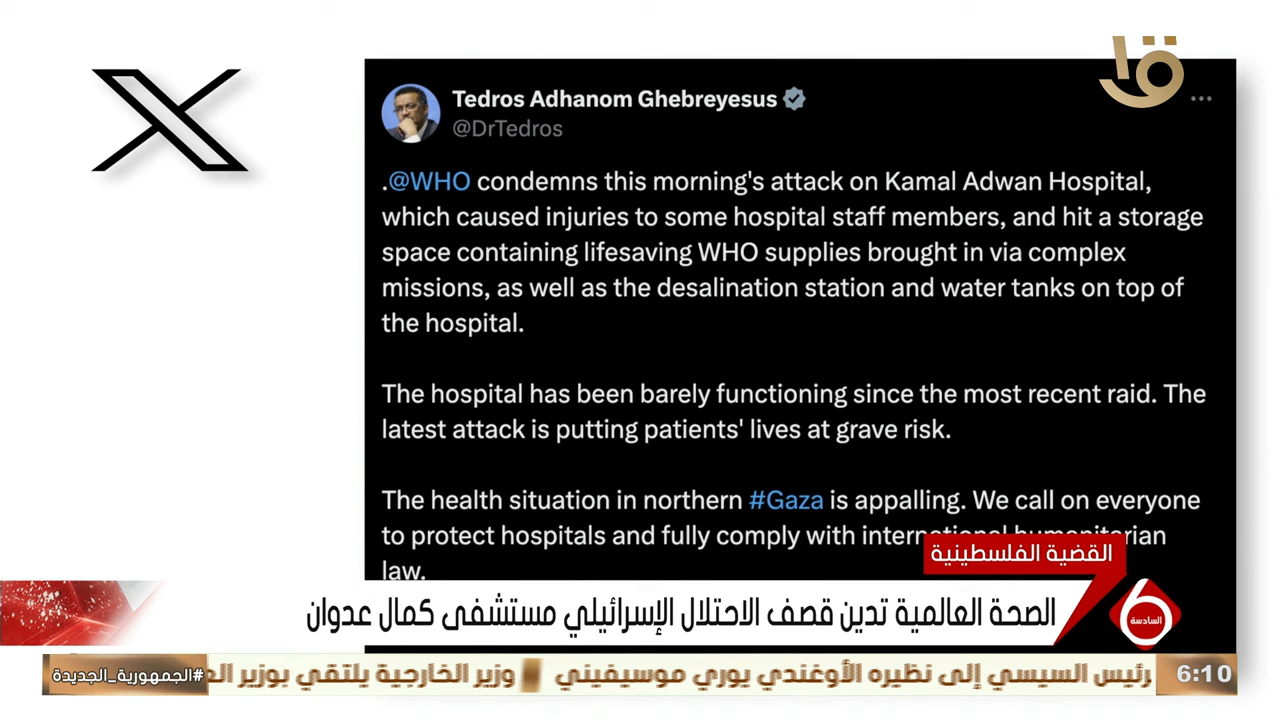 Tedros Adhanom Ghebreyesus
@DrTedros
.@WHO condemns this morning's attack on Kamal Adwan Hospital,
which caused injuries to some hospital staff members, and hit a storage
space containing lifesaving WHO supplies brought in via complex
missions, as well as the desalination station and water tanks on top of
the hospital.
The hospital has been barely functioning since the most recent raid. The
latest attack is putting patients' lives at grave risk.
The health situation in northern #Gaza is appalling. We call on everyone
to protect hospitals and fully comply with international humanitarian
law.
القضية الفلسطينية
الصحة العالمية تدين قصف الاحتلال الإسرائيلي مستشفى كمال عدوان
السادسة
6:10
السيسي إلى نظيره الأوغندي يوري موسيفيني
وزير الخارجية يلتقي بوزير
#الجمهورية_الجديدة